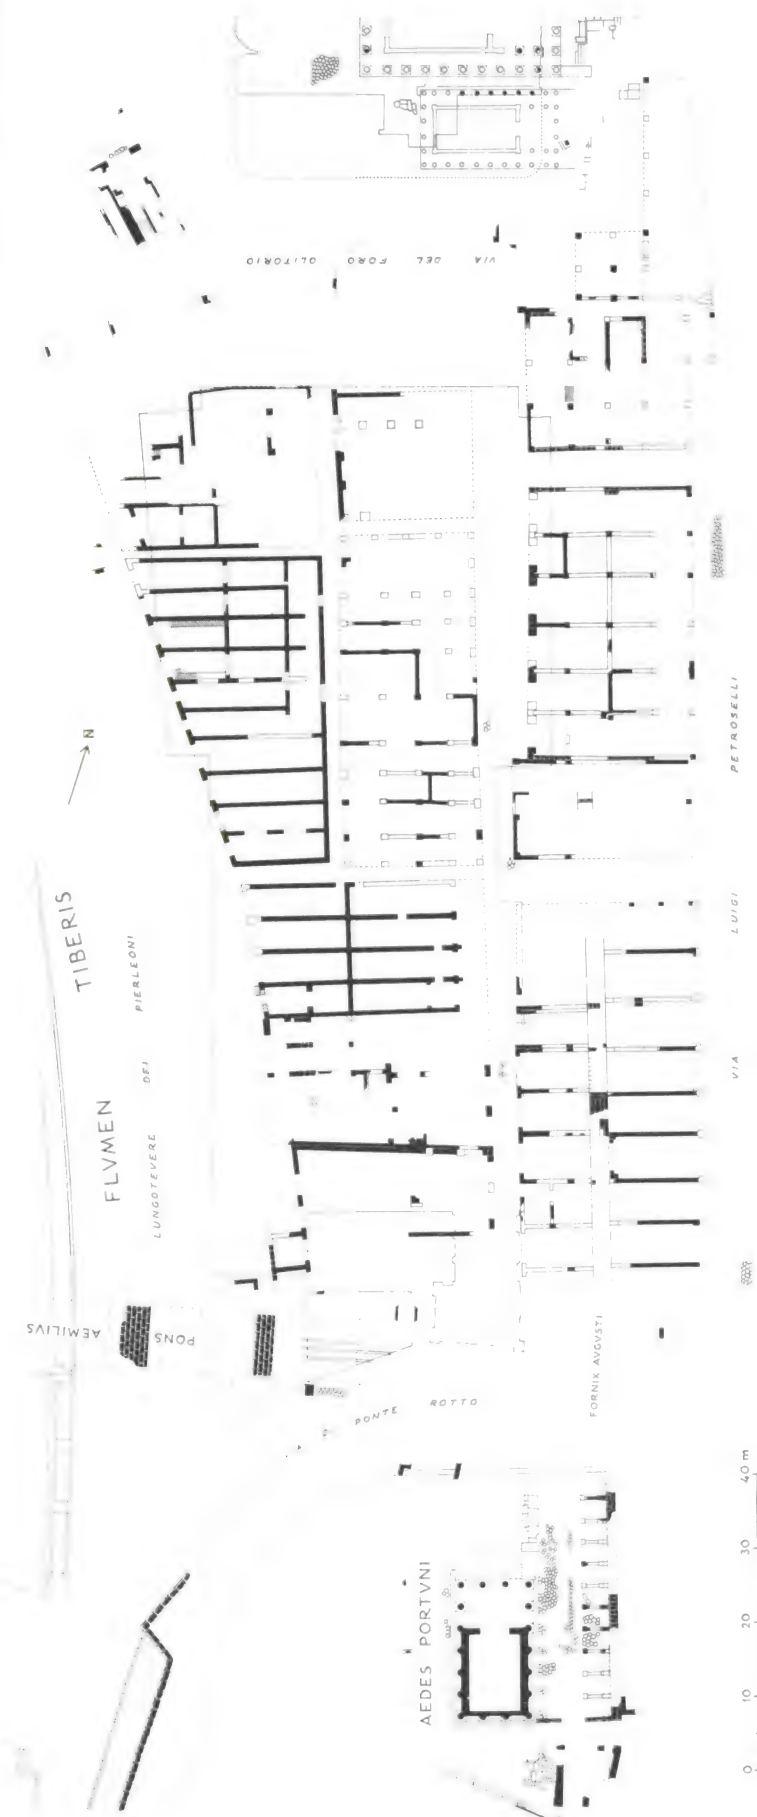 VIA DEL FORO OLITORIO
N
TIBERIS
FLVMEN
LUNGOTEVERE DEI PIERLEONI
VIA LUIGI PETROSELLI
PONS
AEMILIVS
PONTE ROTTO
FORNIX AVGVSTI
AEDES PORTVNI
0 10 20 30 40 m